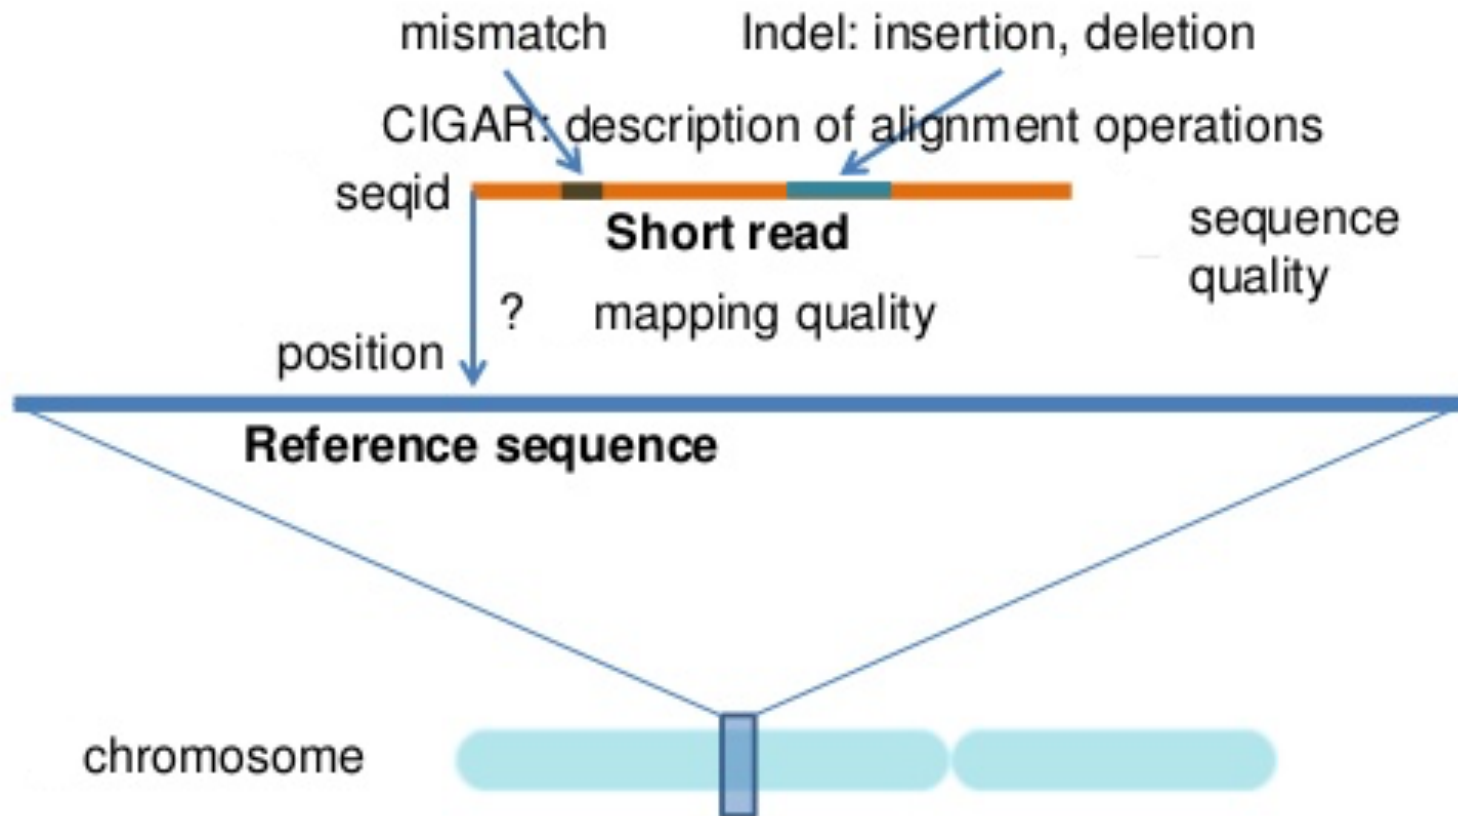 mismatch
Indel: insertion, deletion
CIGAR: description of alignment operations
seqid
Short read
sequence
quality
?
mapping quality
position
Reference sequence
chromosome